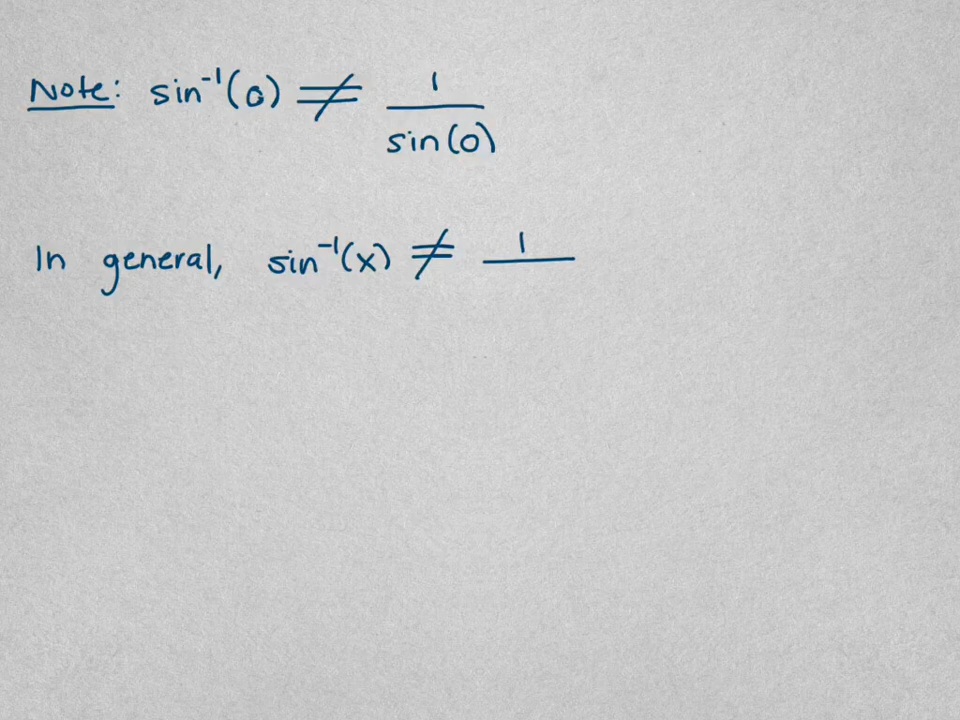 Note: sin⁻¹(0) ≠ 1/sin(0)
In general, sin⁻¹(x) ≠ 1/